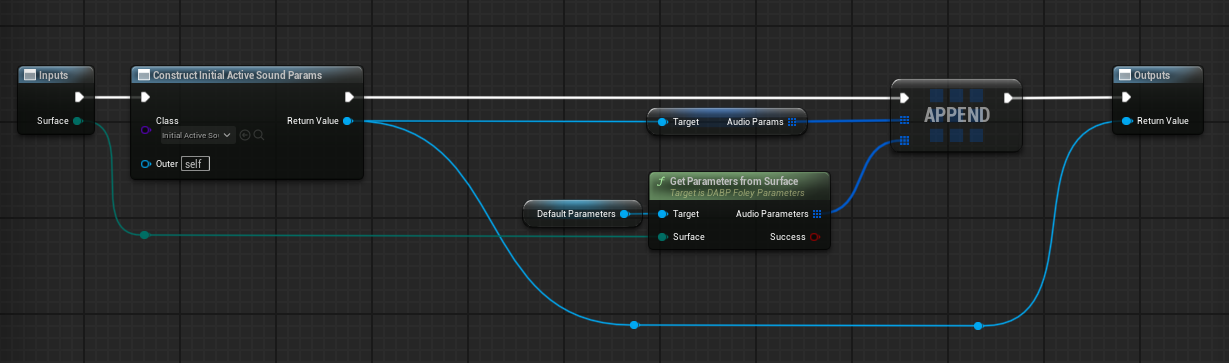 Inputs
Surface
Construct Initial Active Sound Params
Class
Initial Active So
Outer self
Return Value
Target Audio Params
Default Parameters
Get Parameters from Surface
Target is DABP Foley Parameters
Target Audio Parameters
Surface Success
APPEND
Outputs
Return Value